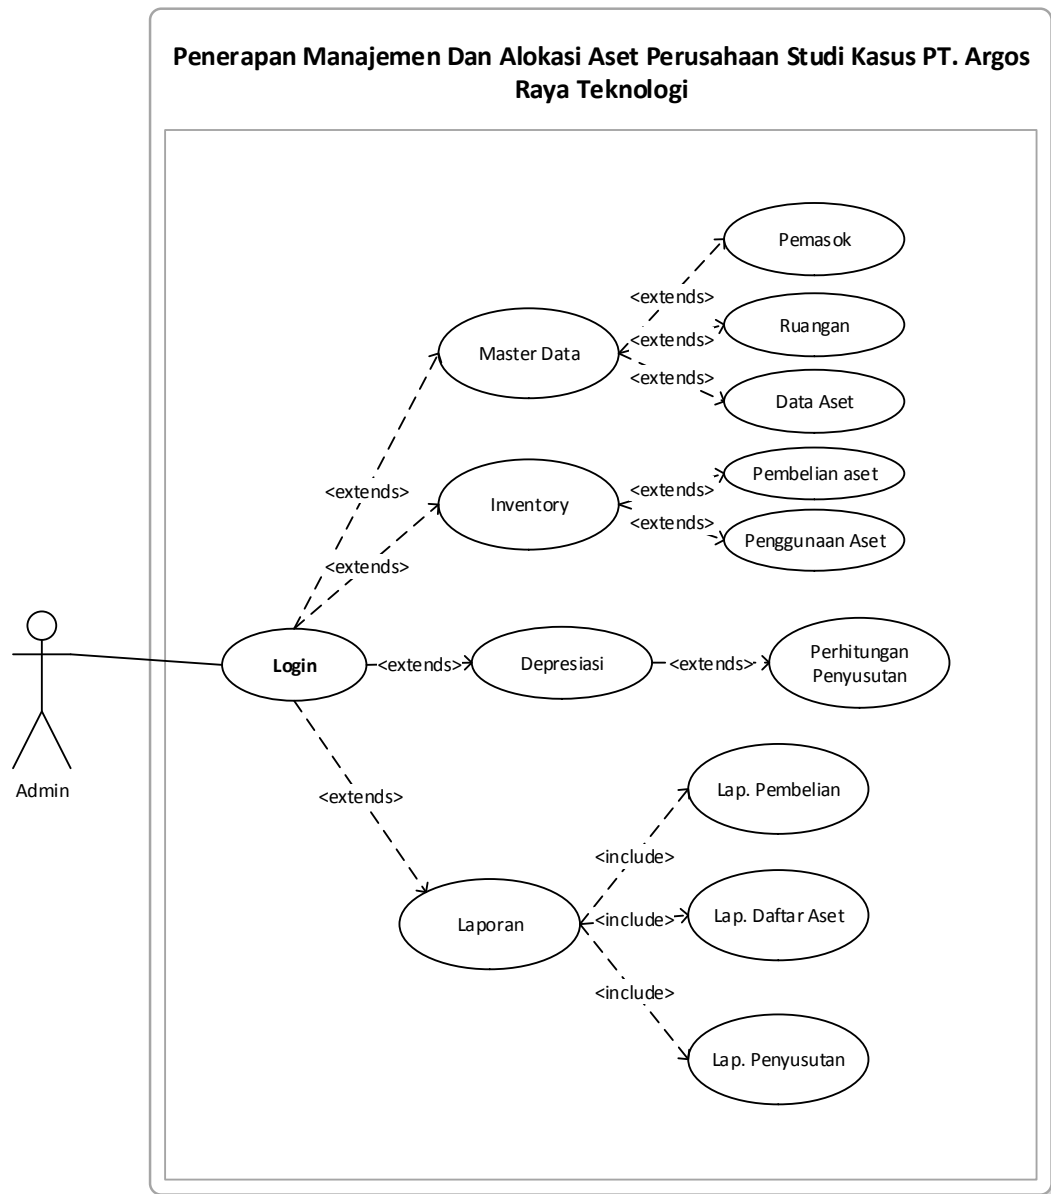 Penerapan Manajemen Dan Alokasi Aset Perusahaan Studi Kasus PT. Argos
Raya Teknologi
Pemasok
<extends>
Ruangan
<extends>
Master Data
<extends>
Data Aset
Pembelian aset
<extends>
<extends>
Inventory
<extends>
Penggunaan Aset
<extends>
Login
<extends>
Depresiasi
<extends>
Perhitungan
Penyusutan
Admin
<extends>
Lap. Pembelian
<include>
Laporan
<include>
Lap. Daftar Aset
<include>
Lap. Penyusutan